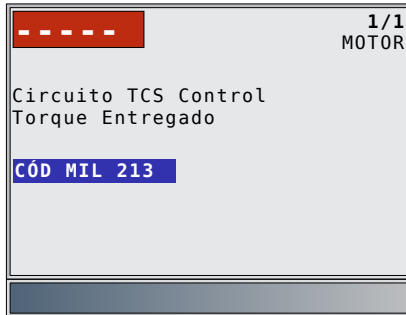 - - - - -
1/1
MOTOR
Circuito TCS Control
Torque Entregado
CÓD MIL 213